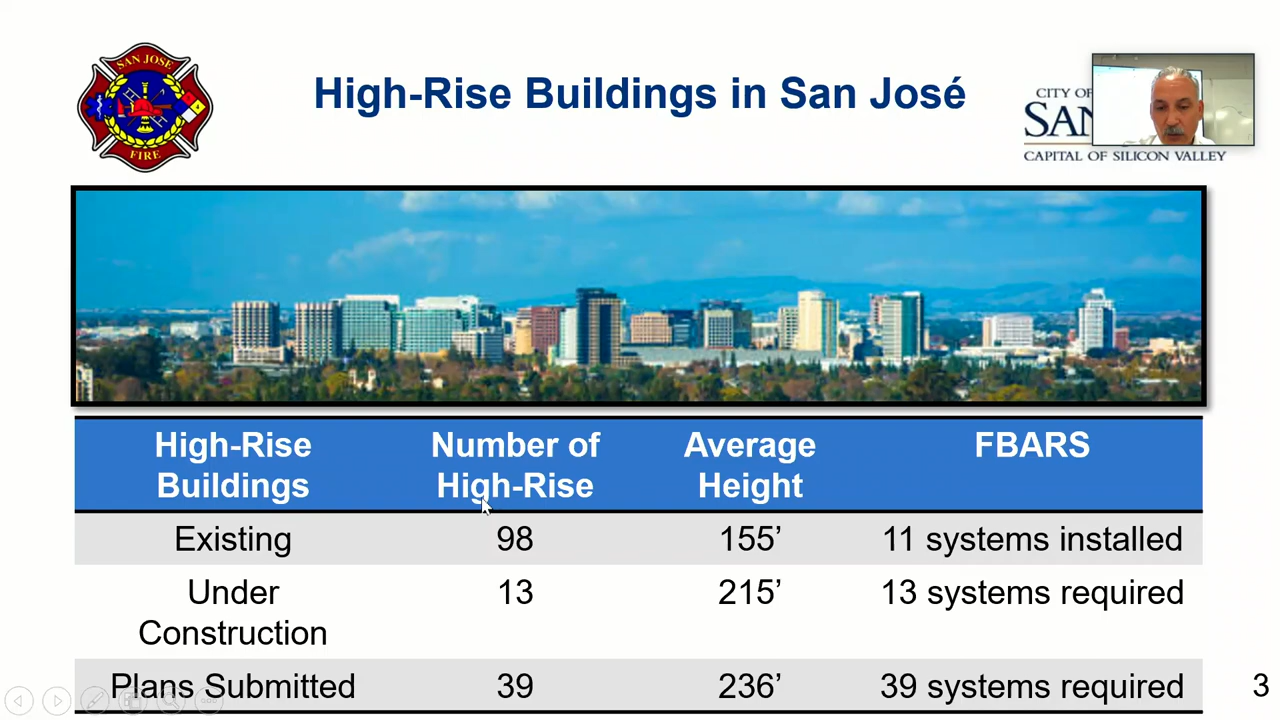 SAN JOSE
FIRE
High-Rise Buildings in San José
CITY OF
SAN
CAPITAL OF SILICON VALLEY
High-Rise Buildings Number of High-Rise Average Height FBARS
Existing 98 155’ 11 systems installed
Under Construction 13 215’ 13 systems required
Plans Submitted 39 236’ 39 systems required
3